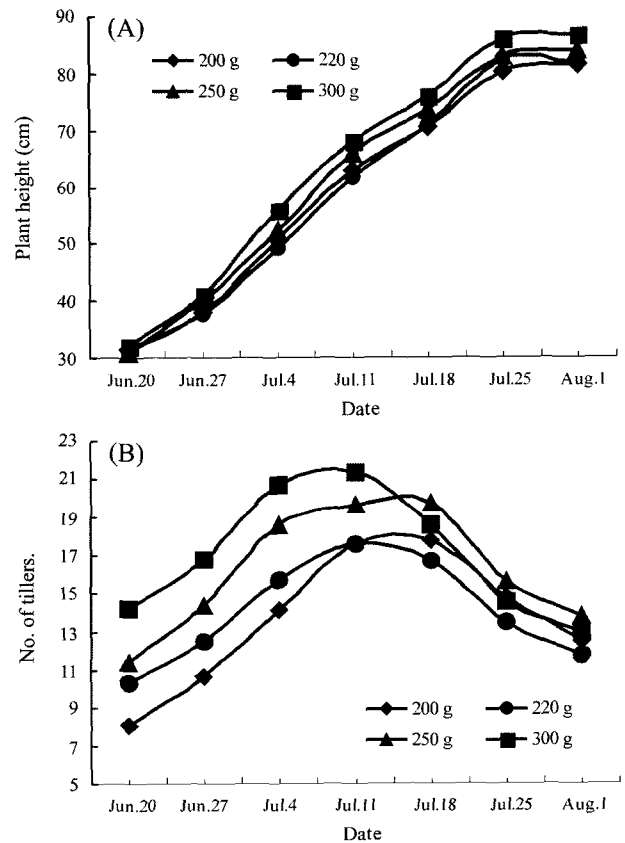 (A)
200 g 220 g
250 g 300 g
Plant height (cm)
90
80
70
60
50
40
30
Jun.20 Jun.27 Jul.4 Jul.11 Jul.18 Jul.25 Aug.1
Date
(B)
No. of tillers.
23
21
19
17
15
13
11
9
7
5
200 g 220 g
250 g 300 g
Jun.20 Jun.27 Jul.4 Jul.11 Jul.18 Jul.25 Aug.1
Date